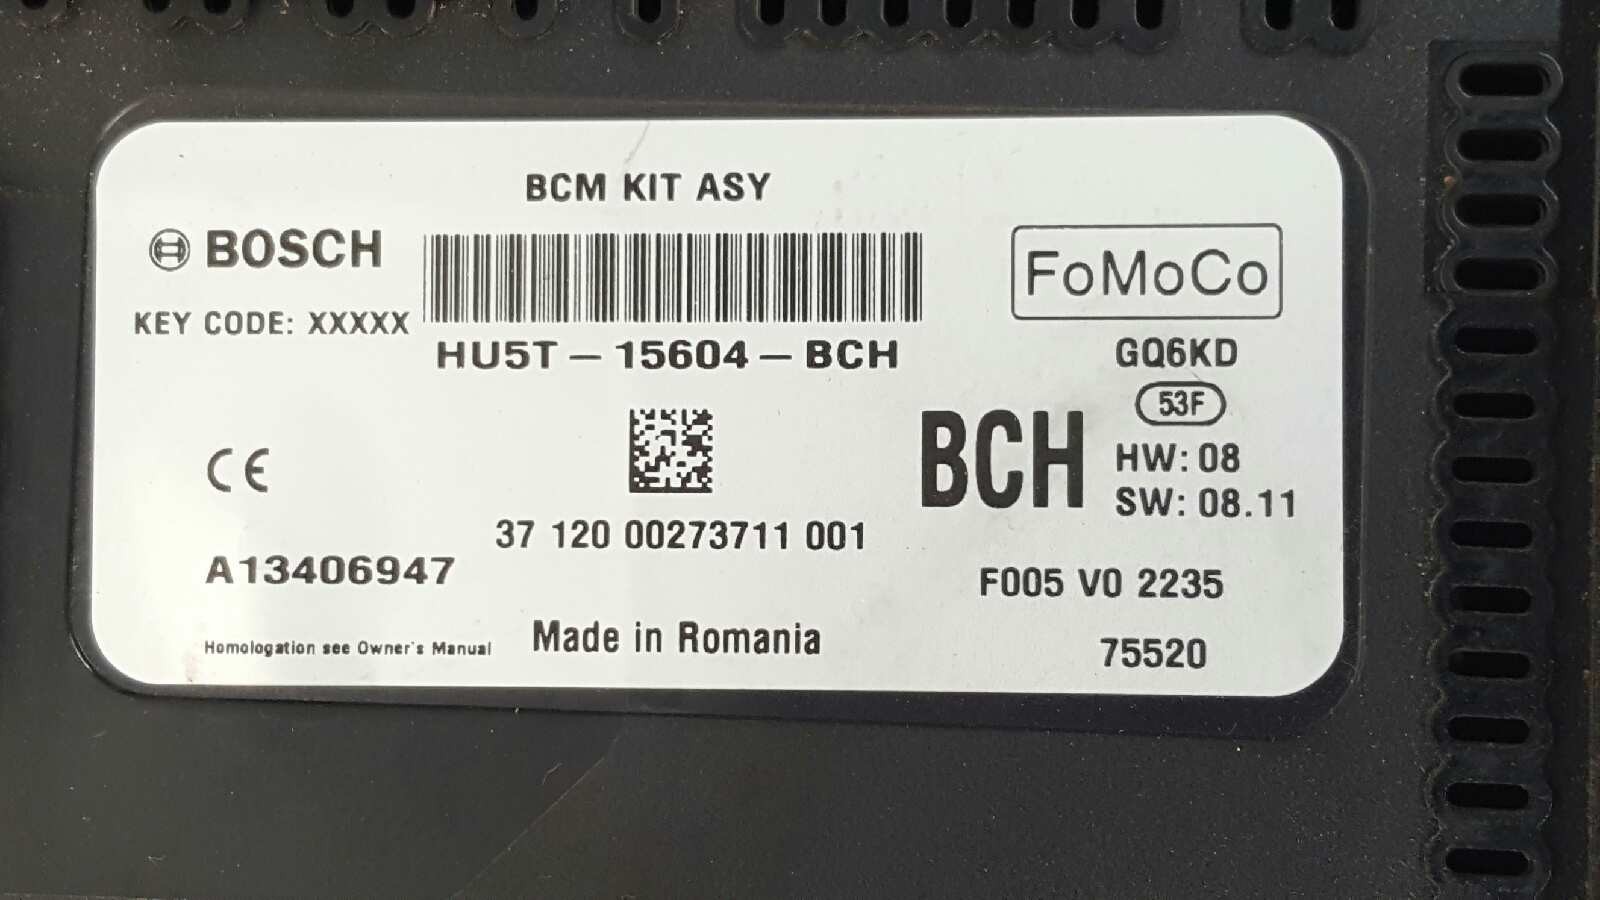 BCM KIT ASY
BOSCH
FoMoCo
KEY CODE: XXXXX
HU5T-15604-BCH
GQ6KD
53F
BCH
HW: 08
SW: 08.11
CE
37 120 00273711 001
A13406947
F005 V0 2235
Homologation see Owner's Manual
Made in Romania
75520